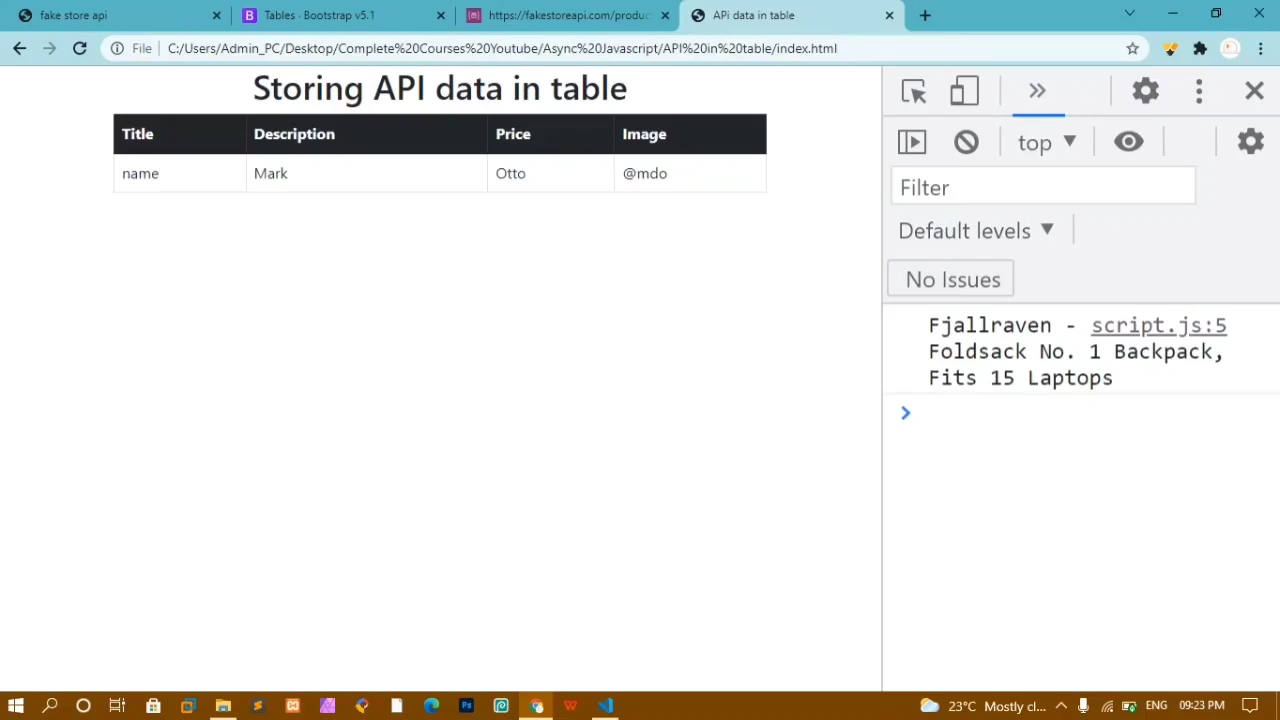 fake store api
Tables · Bootstrap v5.1
https://fakestoreapi.com/produc
APi data in table
File
C:/Users/Admin_PC/Desktop/Complete%20Courses%20Youtube/Async%20Javascript/API%20in%20table/index.html
Storing API data in table
Title Description Price Image
name Mark Otto @mdo
top
Filter
Default levels
No Issues
Fjallraven - script.js:5
Foldsack No. 1 Backpack,
Fits 15 Laptops
23°C Mostly cl... ENG 09:23 PM